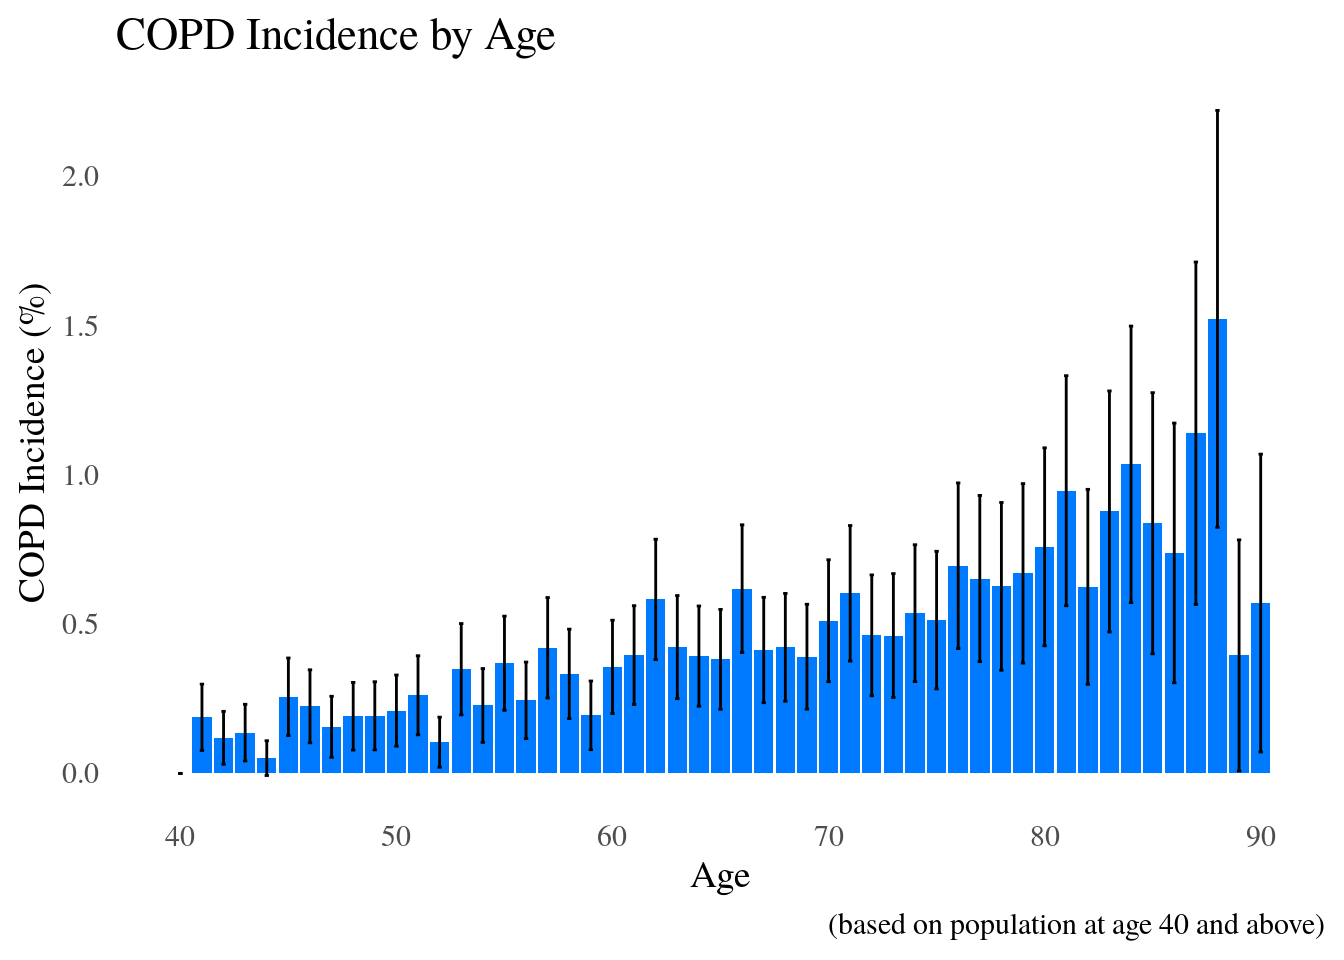 COPD Incidence by Age
COPD Incidence (%)
2.0
1.5
1.0
0.5
0.0
40 50 60 70 80 90
Age
(based on population at age 40 and above)